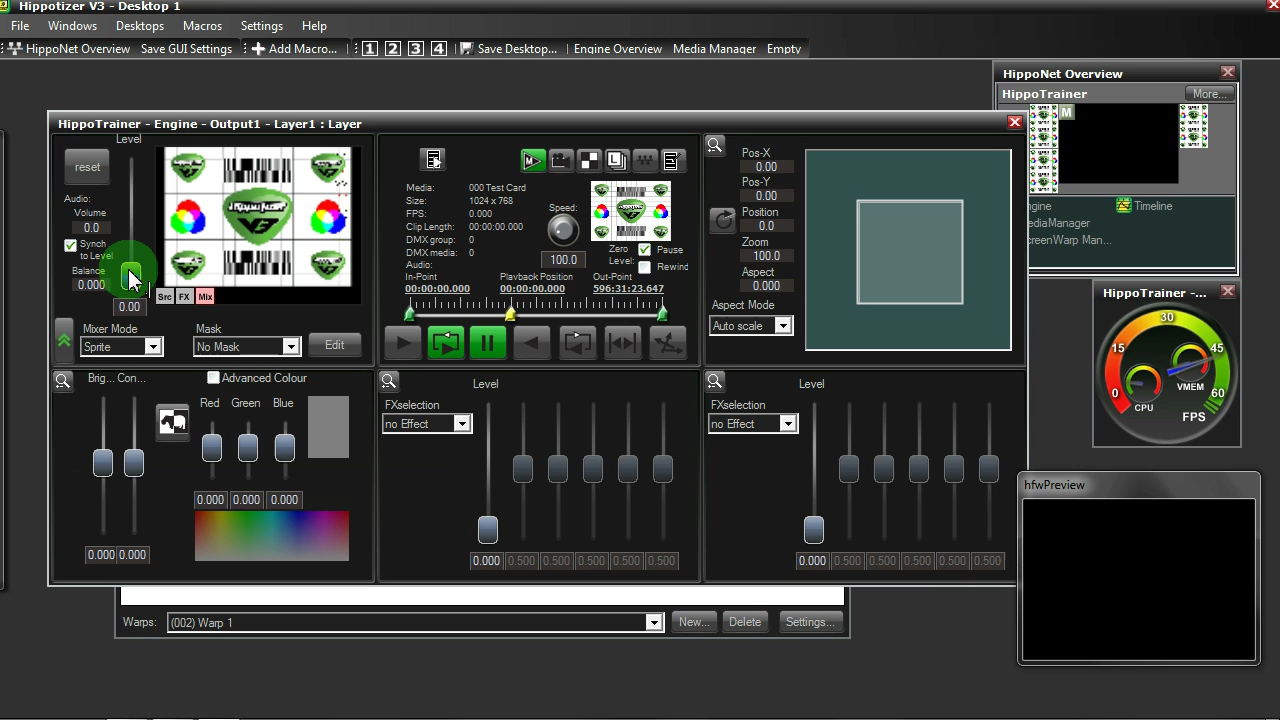 Hippotizer V3 - Desktop 1
File Windows Desktops Macros Settings Help
HippoNet Overview Save GUI Settings Add Macro... 1 2 3 4 Save Desktop... Engine Overview Media Manager Empty
HippoNet Overview
HippoTrainer More...
M
Timeline
HippoTrainer - Engine - Output1 - Layer1 : Layer
Level
reset
Audio:
Volume
0.0
Synch
to Level
Balance
0.000
0.00
Src FX Mix
Mixer Mode
Sprite
Mask
No Mask
Edit
M
Media: 000 Test Card
Size: 1024 x 768
FPS: 0.000
Clip Length: 00:00:00.000
DMX group: 0
DMX media: 0
Audio:
Speed:
100.0
Zero Level:
Pause
Rewind
In-Point Playback Position Out-Point
00:00:00.000 00:00:00.000 596:31:23.647
Pos-X
0.00
Pos-Y
0.00
Position
0.0
Zoom
100.0
Aspect
0.000
Aspect Mode
Auto scale
HippoTrainer -...
0 15 30 45 60
CPU VMEM
FPS
Brig... Con...
Advanced Colour
Red Green Blue
0.000 0.000 0.000
0.000 0.000
Level
FXselection
no Effect
0.000 0.500 0.500 0.500 0.500 0.500
Level
FXselection
no Effect
0.000 0.500 0.500 0.500 0.500 0.500
hfwPreview
Warps: (002) Warp 1 New... Delete Settings...